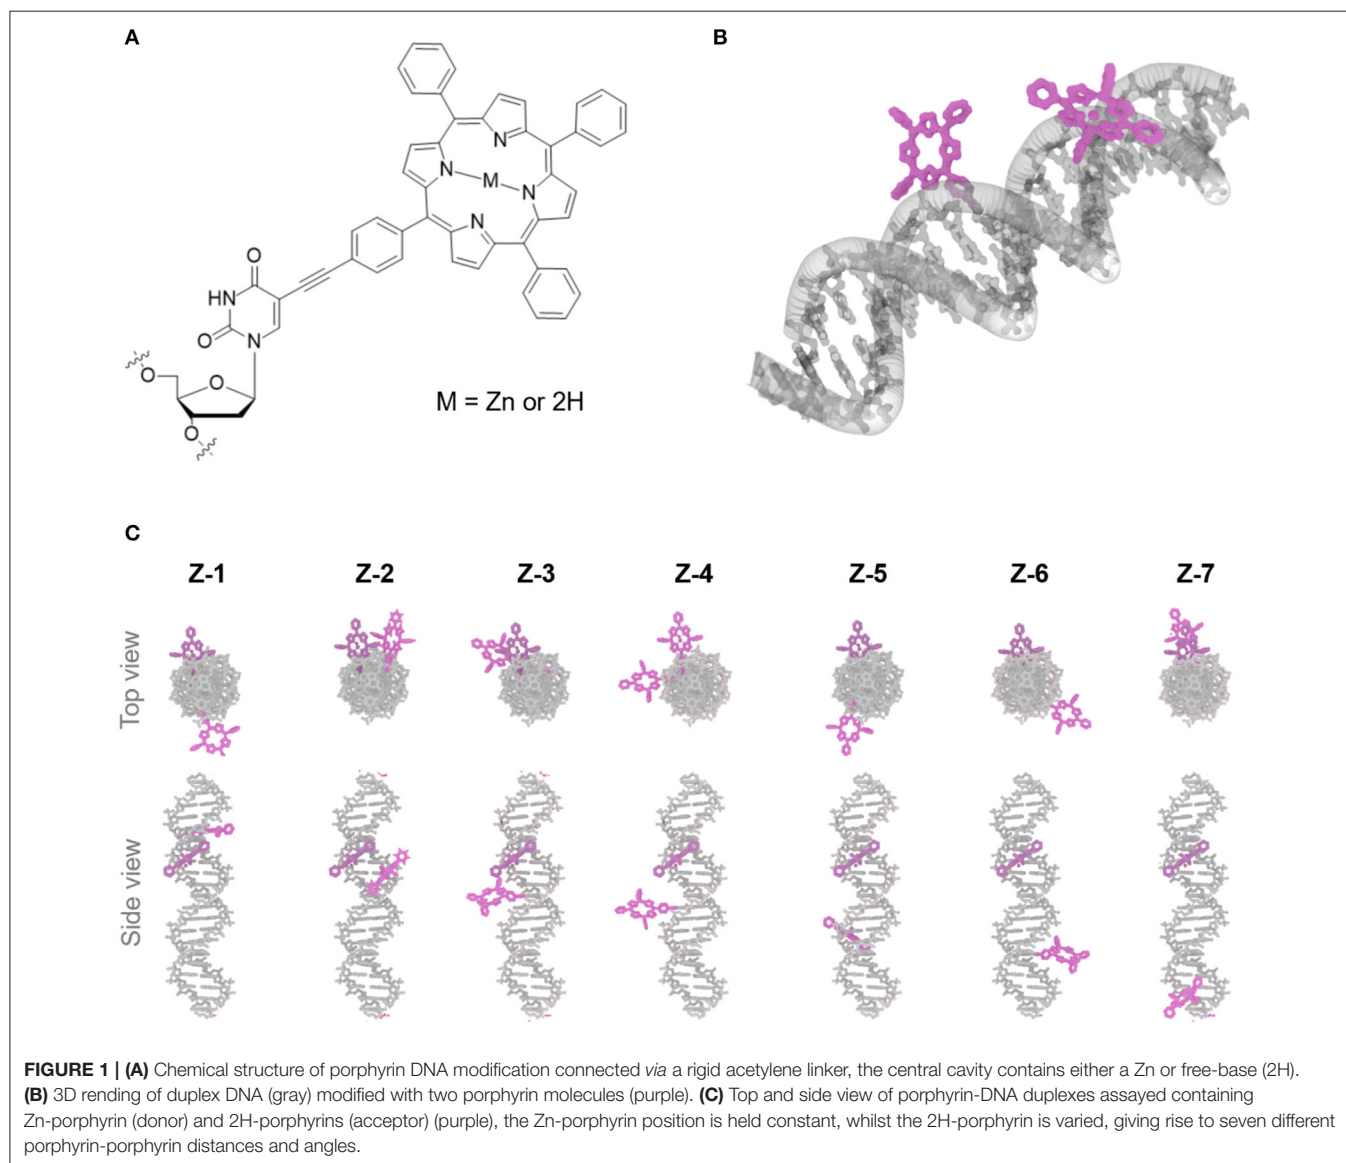 A
B
N
N
M
N
N
O
HN
O
N
O
O
O
M = Zn or 2H
C
Z-1 Z-2 Z-3 Z-4 Z-5 Z-6 Z-7
Top view
Side view
FIGURE 1 | (A) Chemical structure of porphyrin DNA modification connected via a rigid acetylene linker, the central cavity contains either a Zn or free-base (2H).
(B) 3D rending of duplex DNA (gray) modified with two porphyrin molecules (purple). (C) Top and side view of porphyrin-DNA duplexes assayed containing
Zn-porphyrin (donor) and 2H-porphyrins (acceptor) (purple), the Zn-porphyrin position is held constant, whilst the 2H-porphyrin is varied, giving rise to seven different
porphyrin-porphyrin distances and angles.